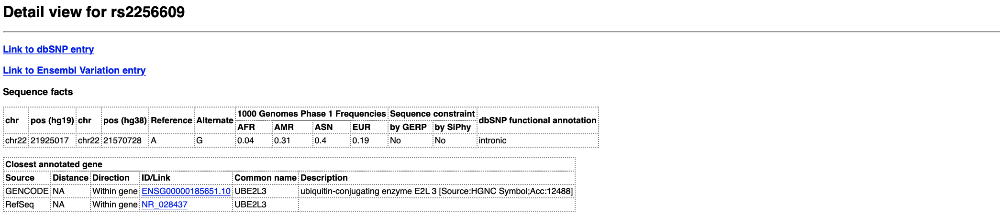 Detail view for rs2256609
Link to dbSNP entry
Link to Ensembl Variation entry
Sequence facts
chr pos (hg19) chr pos (hg38) Reference Alternate 1000 Genomes Phase 1 Frequencies Sequence constraint dbSNP functional annotation
AFR AMR ASN EUR by GERP by SiPhy
chr22 21925017 chr22 21570728 A G 0.04 0.31 0.4 0.19 No No intronic
Closest annotated gene
Source Distance Direction ID/Link Common name Description
GENCODE NA Within gene ENSG00000185651.10 UBE2L3 ubiquitin-conjugating enzyme E2L 3 [Source:HGNC Symbol;Acc:12488]
RefSeq NA Within gene NR_028437 UBE2L3